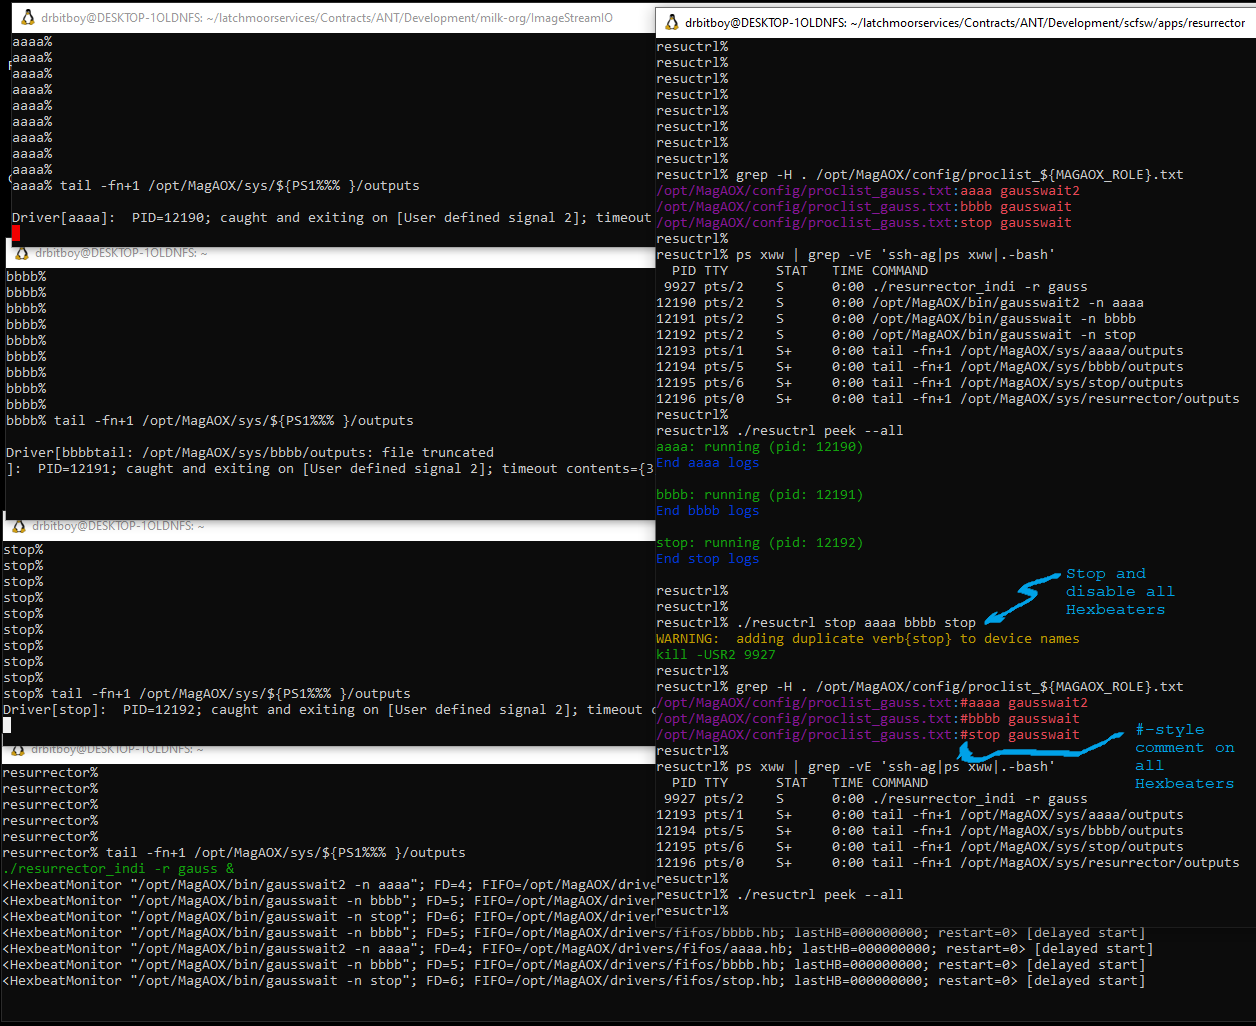 drbitboy@DESKTOP-1OLDNFS: ~/latchmoorservices/Contracts/ANT/Development/milk-org/ImageStreamIO
aaaa%
aaaa%
aaaa%
aaaa%
aaaa%
aaaa%
aaaa%
aaaa%
aaaa%
aaaa% tail -fn+1 /opt/MagAOX/sys/${PS1%%% }/outputs
Driver[aaaa]:  PID=12190; caught and exiting on [User defined signal 2]; timeout
drbitboy@DESKTOP-1OLDNFS: ~
bbbb%
bbbb%
bbbb%
bbbb%
bbbb%
bbbb%
bbbb%
bbbb%
bbbb%
bbbb% tail -fn+1 /opt/MagAOX/sys/${PS1%%% }/outputs
Driver[bbbbtail: /opt/MagAOX/sys/bbbb/outputs: file truncated
]:  PID=12191; caught and exiting on [User defined signal 2]; timeout contents={3
drbitboy@DESKTOP-1OLDNFS: ~
stop%
stop%
stop%
stop%
stop%
stop%
stop%
stop%
stop%
stop% tail -fn+1 /opt/MagAOX/sys/${PS1%%% }/outputs
Driver[stop]:  PID=12192; caught and exiting on [User defined signal 2]; timeout
drbitboy@DESKTOP-1OLDNFS: ~
resurrector%
resurrector%
resurrector%
resurrector%
resurrector%
resurrector% tail -fn+1 /opt/MagAOX/sys/${PS1%%% }/outputs
./resurrector_indi -r gauss &
<HexbeatMonitor "/opt/MagAOX/bin/gausswait2 -n aaaa"; FD=4; FIFO=/opt/MagAOX/drive
<HexbeatMonitor "/opt/MagAOX/bin/gausswait -n bbbb"; FD=5; FIFO=/opt/MagAOX/driver
<HexbeatMonitor "/opt/MagAOX/bin/gausswait -n stop"; FD=6; FIFO=/opt/MagAOX/driver
<HexbeatMonitor "/opt/MagAOX/bin/gausswait -n bbbb"; FD=5; FIFO=/opt/MagAOX/drivers/fifos/bbbb.hb; lastHB=000000000; restart=0> [delayed start]
<HexbeatMonitor "/opt/MagAOX/bin/gausswait2 -n aaaa"; FD=4; FIFO=/opt/MagAOX/drivers/fifos/aaaa.hb; lastHB=000000000; restart=0> [delayed start]
<HexbeatMonitor "/opt/MagAOX/bin/gausswait -n bbbb"; FD=5; FIFO=/opt/MagAOX/drivers/fifos/bbbb.hb; lastHB=000000000; restart=0> [delayed start]
<HexbeatMonitor "/opt/MagAOX/bin/gausswait -n stop"; FD=6; FIFO=/opt/MagAOX/drivers/fifos/stop.hb; lastHB=000000000; restart=0> [delayed start]
drbitboy@DESKTOP-1OLDNFS: ~/latchmoorservices/Contracts/ANT/Development/scfsw/apps/resurrector
resuctrl%
resuctrl%
resuctrl%
resuctrl%
resuctrl%
resuctrl%
resuctrl%
resuctrl%
resuctrl% grep -H . /opt/MagAOX/config/proclist_${MAGAOX_ROLE}.txt
/opt/MagAOX/config/proclist_gauss.txt:aaaa gausswait2
/opt/MagAOX/config/proclist_gauss.txt:bbbb gausswait
/opt/MagAOX/config/proclist_gauss.txt:stop gausswait
resuctrl%
resuctrl% ps xww | grep -vE 'ssh-ag|ps xww|.-bash'
  PID TTY      STAT   TIME COMMAND
 9927 pts/2    S      0:00 ./resurrector_indi -r gauss
12190 pts/2    S      0:00 /opt/MagAOX/bin/gausswait2 -n aaaa
12191 pts/2    S      0:00 /opt/MagAOX/bin/gausswait -n bbbb
12192 pts/2    S      0:00 /opt/MagAOX/bin/gausswait -n stop
12193 pts/1    S+     0:00 tail -fn+1 /opt/MagAOX/sys/aaaa/outputs
12194 pts/5    S+     0:00 tail -fn+1 /opt/MagAOX/sys/bbbb/outputs
12195 pts/6    S+     0:00 tail -fn+1 /opt/MagAOX/sys/stop/outputs
12196 pts/0    S+     0:00 tail -fn+1 /opt/MagAOX/sys/resurrector/outputs
resuctrl%
resuctrl% ./resuctrl peek --all
aaaa: running (pid: 12190)
End aaaa logs
bbbb: running (pid: 12191)
End bbbb logs
stop: running (pid: 12192)
End stop logs
resuctrl%
resuctrl%
resuctrl% ./resuctrl stop aaaa bbbb stop
WARNING:  adding duplicate verb{stop} to device names
kill -USR2 9927
resuctrl%
resuctrl% grep -H . /opt/MagAOX/config/proclist_${MAGAOX_ROLE}.txt
/opt/MagAOX/config/proclist_gauss.txt:#aaaa gausswait2
/opt/MagAOX/config/proclist_gauss.txt:#bbbb gausswait
/opt/MagAOX/config/proclist_gauss.txt:#stop gausswait
resuctrl%
resuctrl% ps xww | grep -vE 'ssh-ag|ps xww|.-bash'
  PID TTY      STAT   TIME COMMAND
 9927 pts/2    S      0:00 ./resurrector_indi -r gauss
12193 pts/1    S+     0:00 tail -fn+1 /opt/MagAOX/sys/aaaa/outputs
12194 pts/5    S+     0:00 tail -fn+1 /opt/MagAOX/sys/bbbb/outputs
12195 pts/6    S+     0:00 tail -fn+1 /opt/MagAOX/sys/stop/outputs
12196 pts/0    S+     0:00 tail -fn+1 /opt/MagAOX/sys/resurrector/outputs
resuctrl%
resuctrl% ./resuctrl peek --all
resuctrl%
Stop and
disable all
Hexbeaters
#-style
comment on
all
Hexbeaters